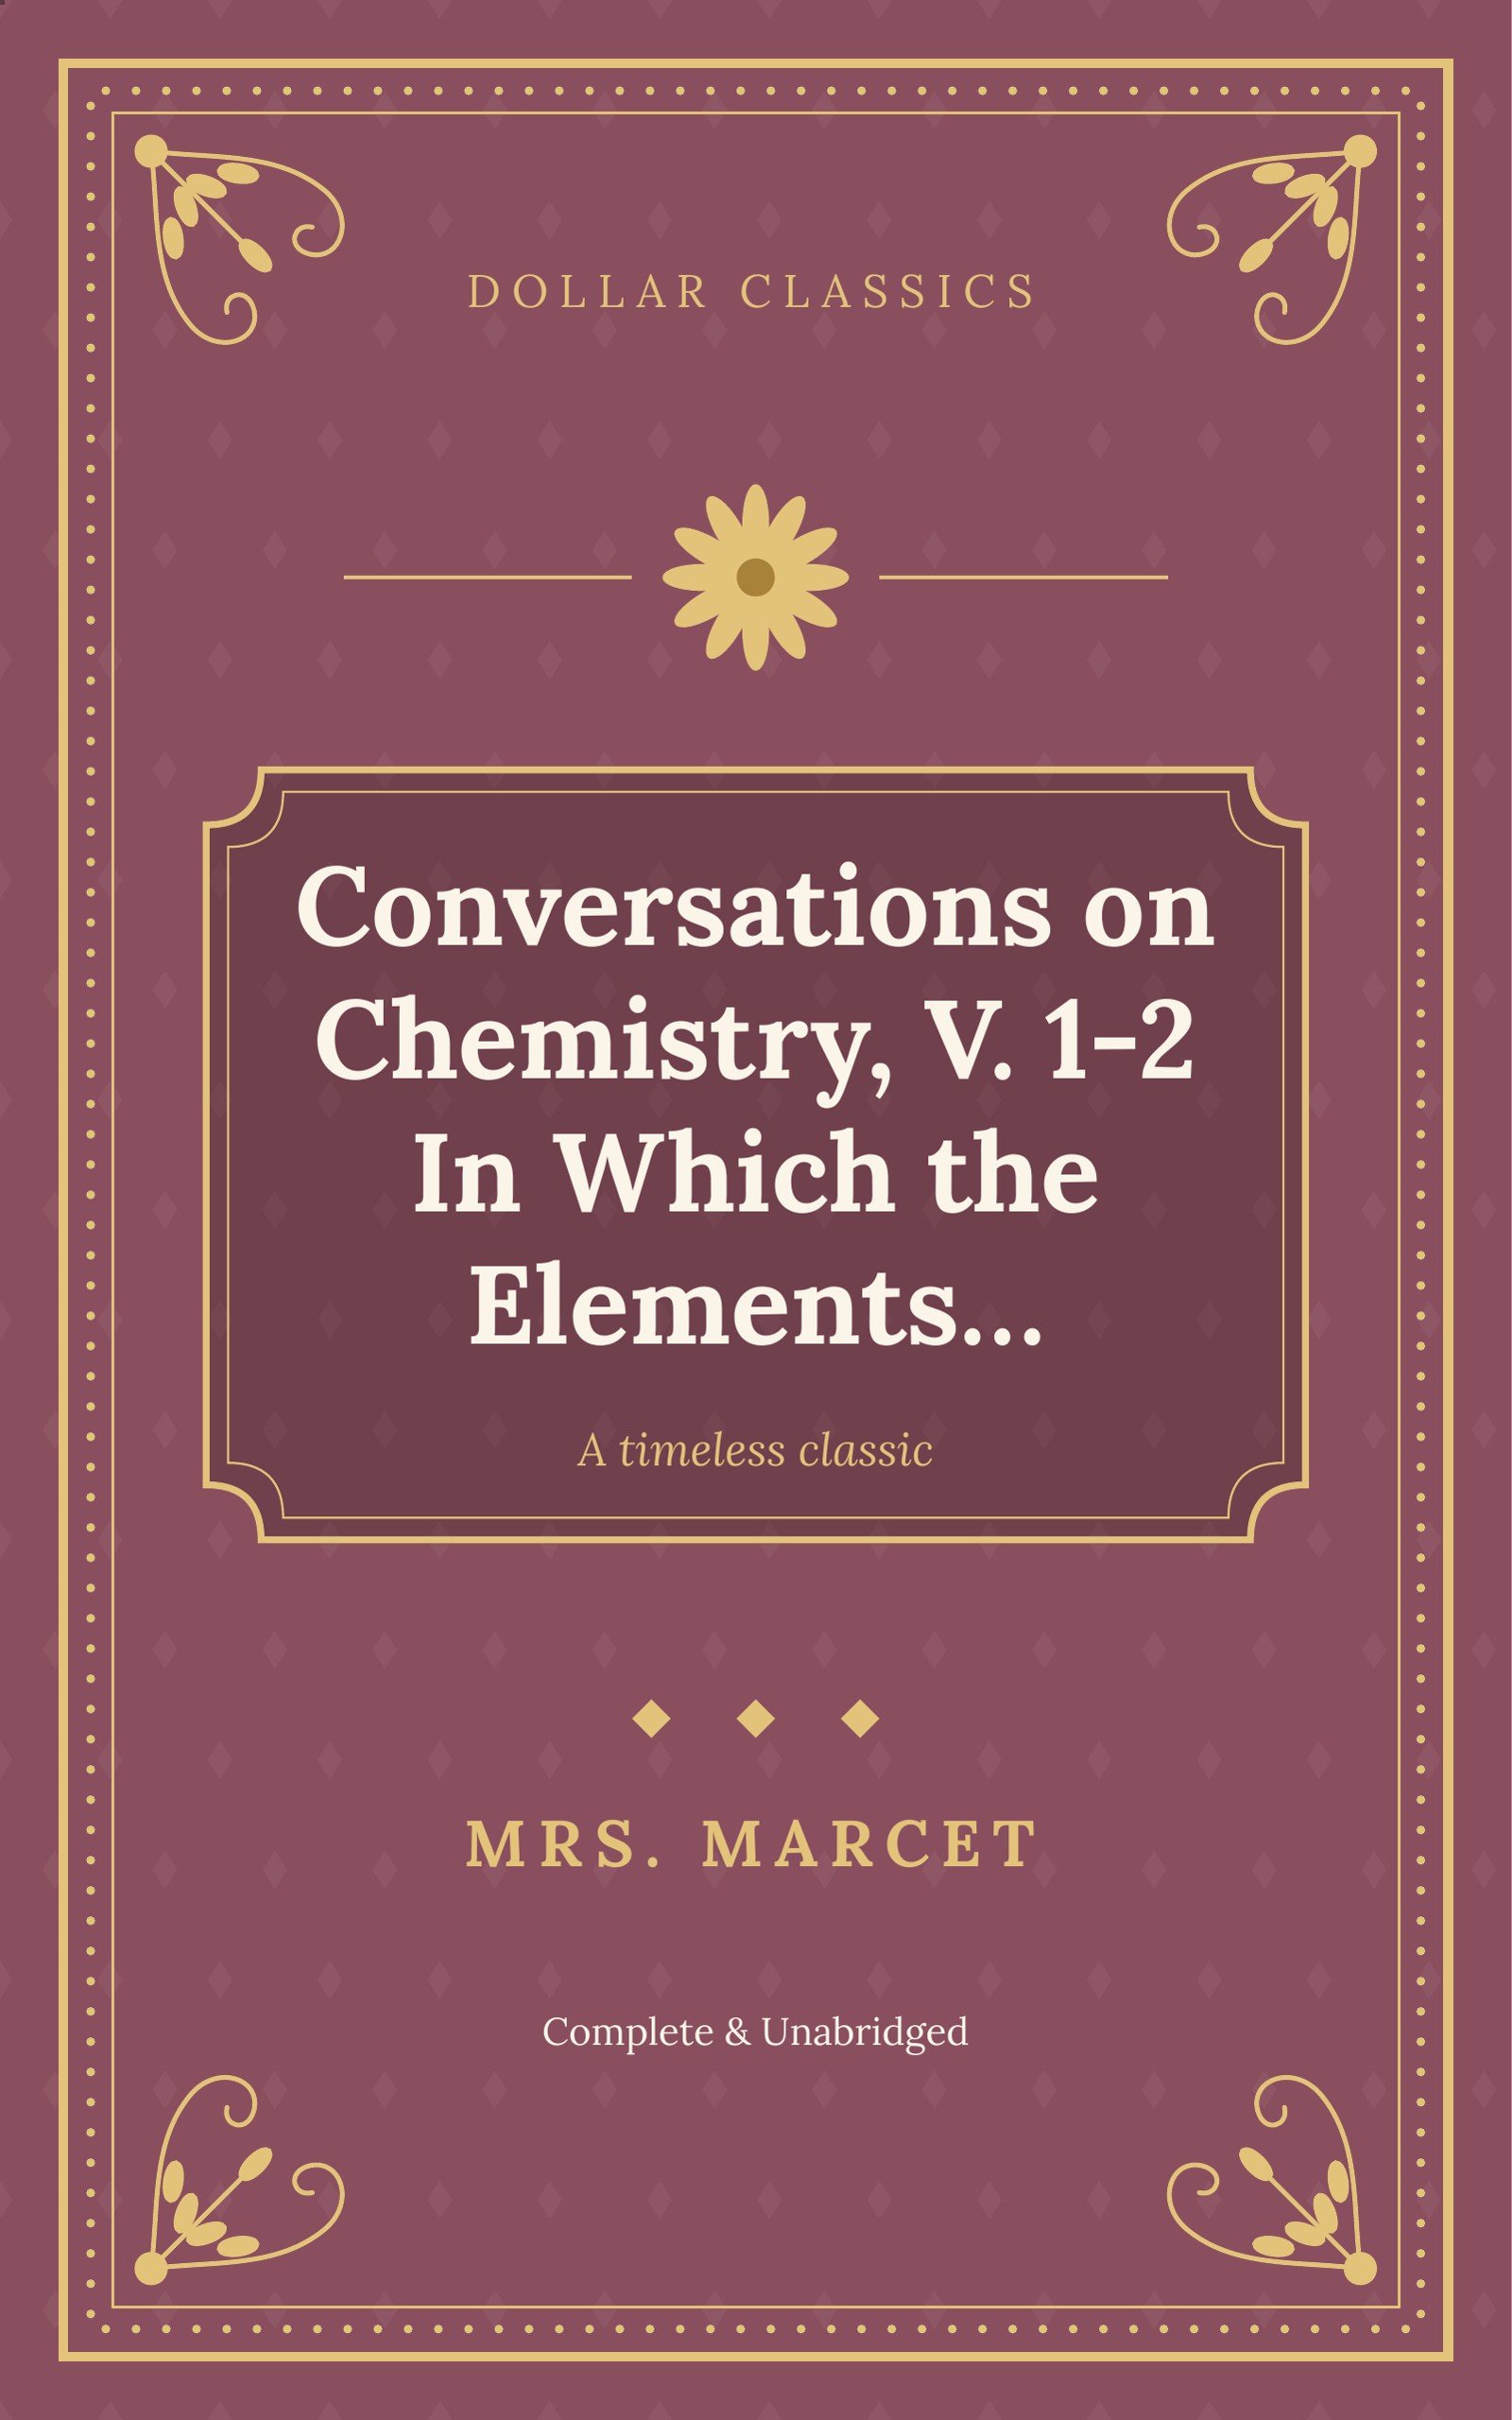 DOLLAR CLASSICS
Conversations on
Chemistry, V. 1-2
In Which the
Elements...
A timeless classic
MRS. MARCET
Complete & Unabridged